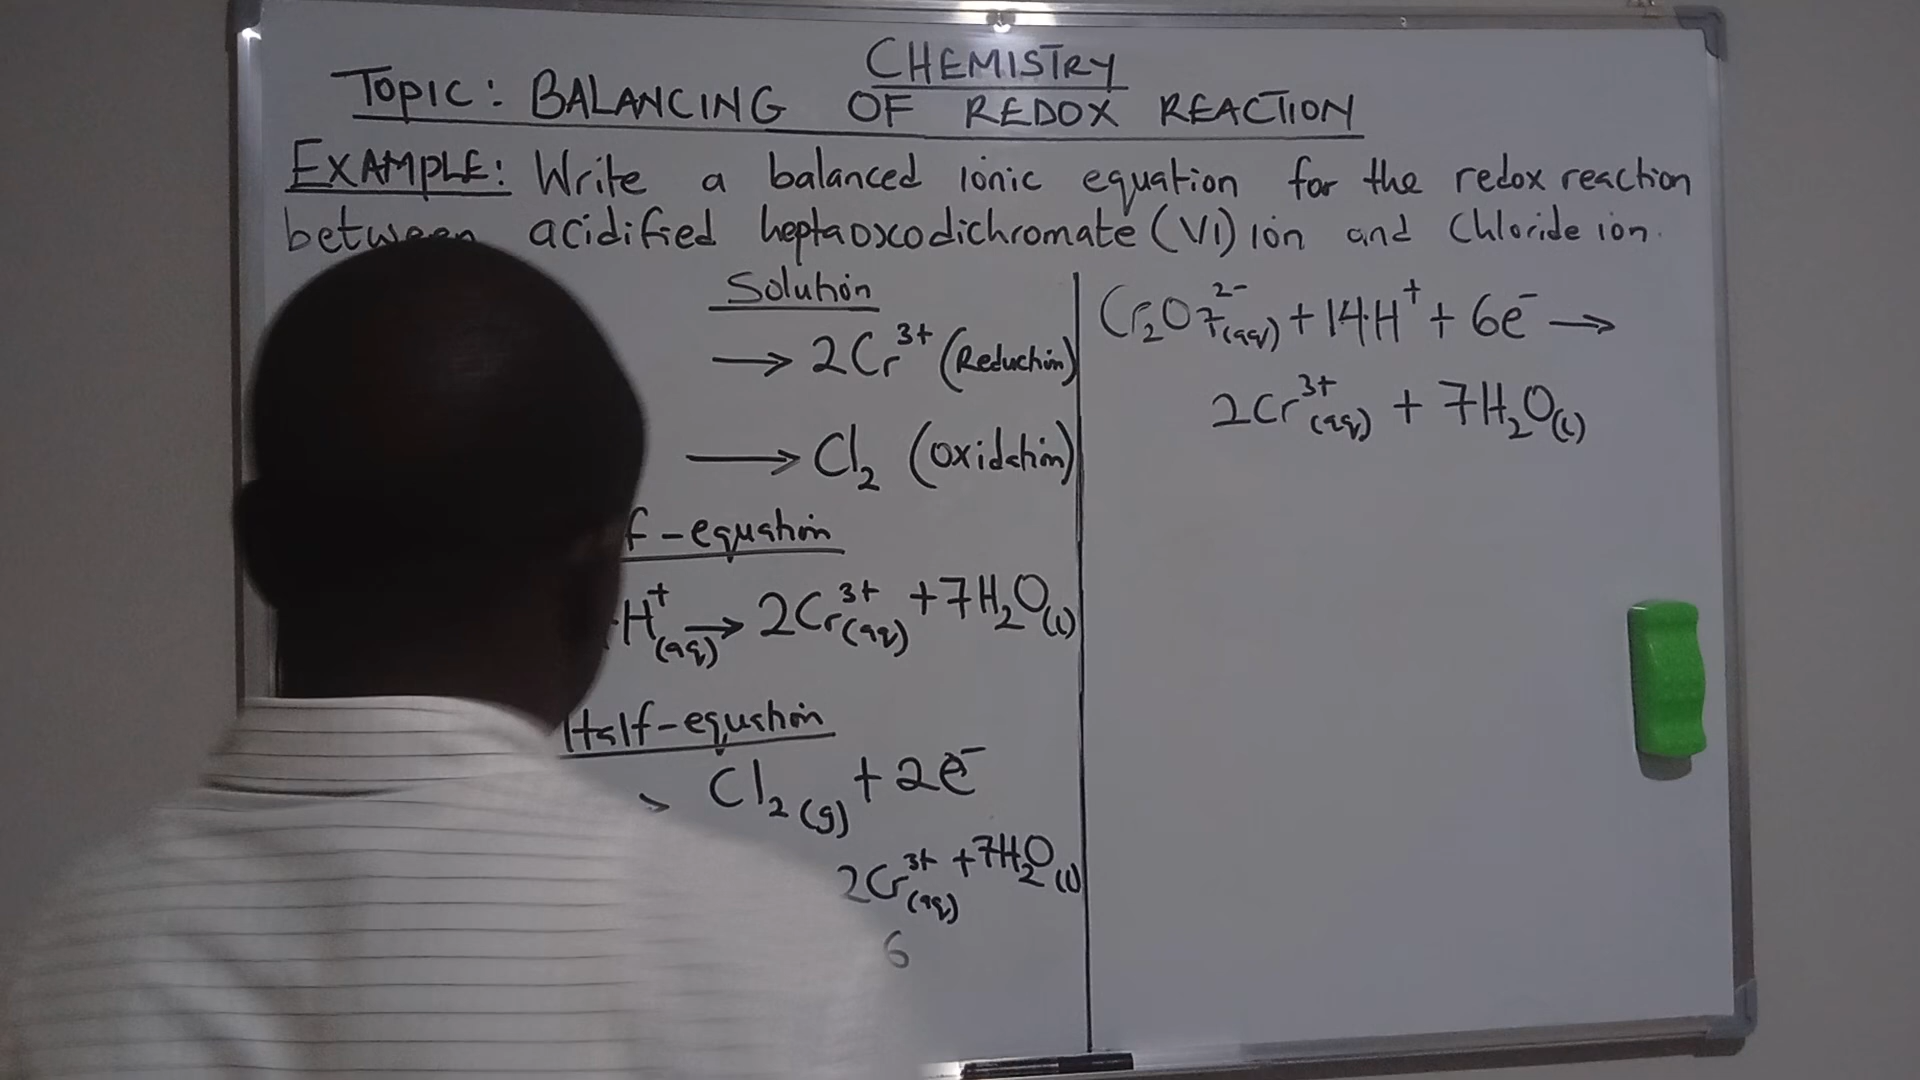 CHEMISTRY
TOPIC: BALANCING OF REDOX REACTION
EXAMPLE: Write a balanced ionic equation for the redox reaction
between acidified heptaoxodichromate (VI) ion and Chloride ion.
Solution
→ 2Cr³⁺ (Reduction)
→ Cl₂ (Oxidation)
f-equation
H⁺(aq) → 2Cr³⁺(aq) + 7H₂O(l)
Half-equation
Cl₂(g) + 2e⁻
2Cr³⁺(aq) + 7H₂O(l)
6
Cr₂O₇²⁻(aq) + 14H⁺ + 6e⁻ →
2Cr³⁺(aq) + 7H₂O(l)